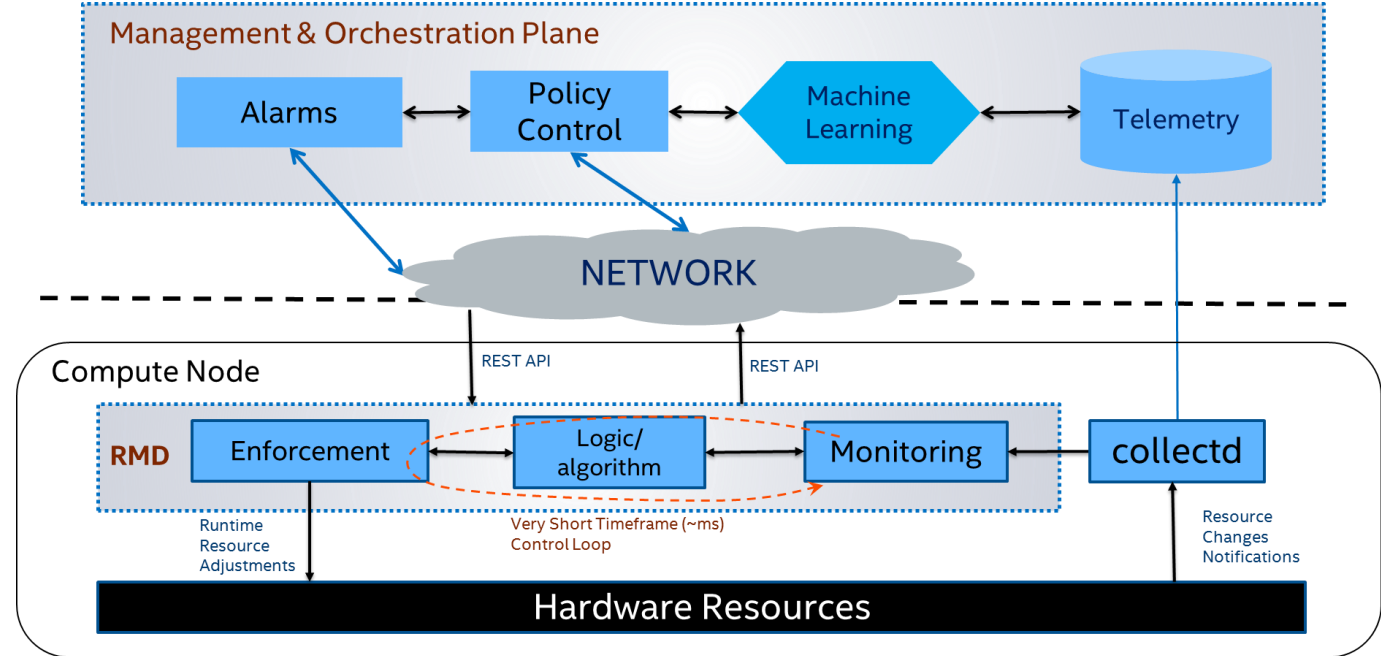 Management & Orchestration Plane
Alarms
Policy
Control
Machine
Learning
Telemetry
NETWORK
REST API
REST API
Compute Node
RMD
Enforcement
Logic/
algorithm
Monitoring
collectd
Runtime
Resource
Adjustments
Very Short Timeframe (~ms)
Control Loop
Resource
Changes
Notifications
Hardware Resources